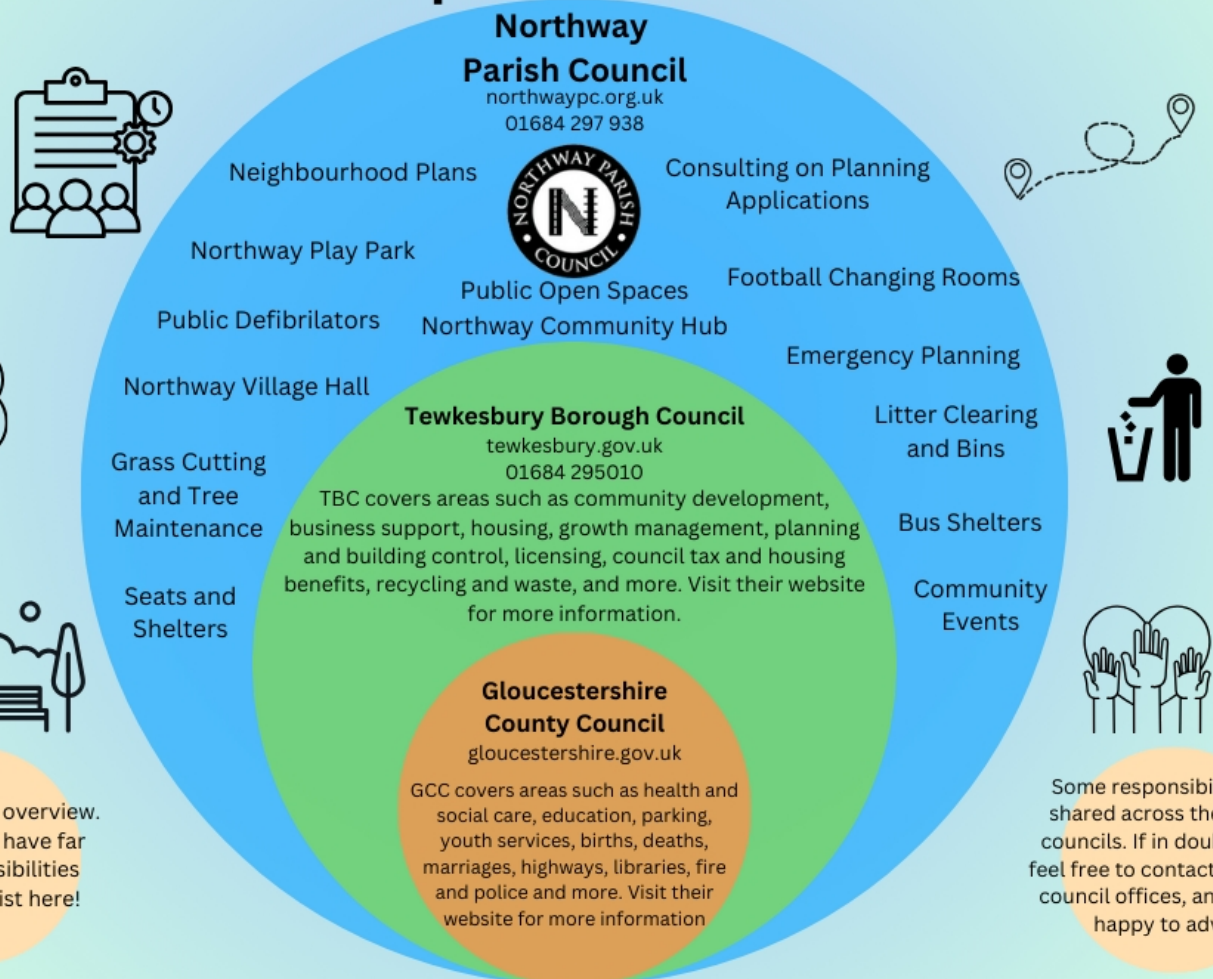 Northway
Parish Council
northwaypc.org.uk
01684 297 938
NORTHWAY PARISH
N
COUNCIL
Neighbourhood Plans
Northway Play Park
Public Defibrilators
Northway Village Hall
Grass Cutting
and Tree
Maintenance
Seats and
Shelters
Public Open Spaces
Northway Community Hub
Consulting on Planning
Applications
Football Changing Rooms
Emergency Planning
Litter Clearing
and Bins
Bus Shelters
Community
Events
Tewkesbury Borough Council
tewkesbury.gov.uk
01684 295010
TBC covers areas such as community development,
business support, housing, growth management, planning
and building control, licensing, council tax and housing
benefits, recycling and waste, and more. Visit their website
for more information.
Gloucestershire
County Council
gloucestershire.gov.uk
GCC covers areas such as health and
social care, education, parking,
youth services, births, deaths,
marriages, highways, libraries, fire
and police and more. Visit their
website for more information
overview.
have far
sibilities
ist here!
Some responsibi
shared across the
councils. If in dou
feel free to contact
council offices, an
happy to adv